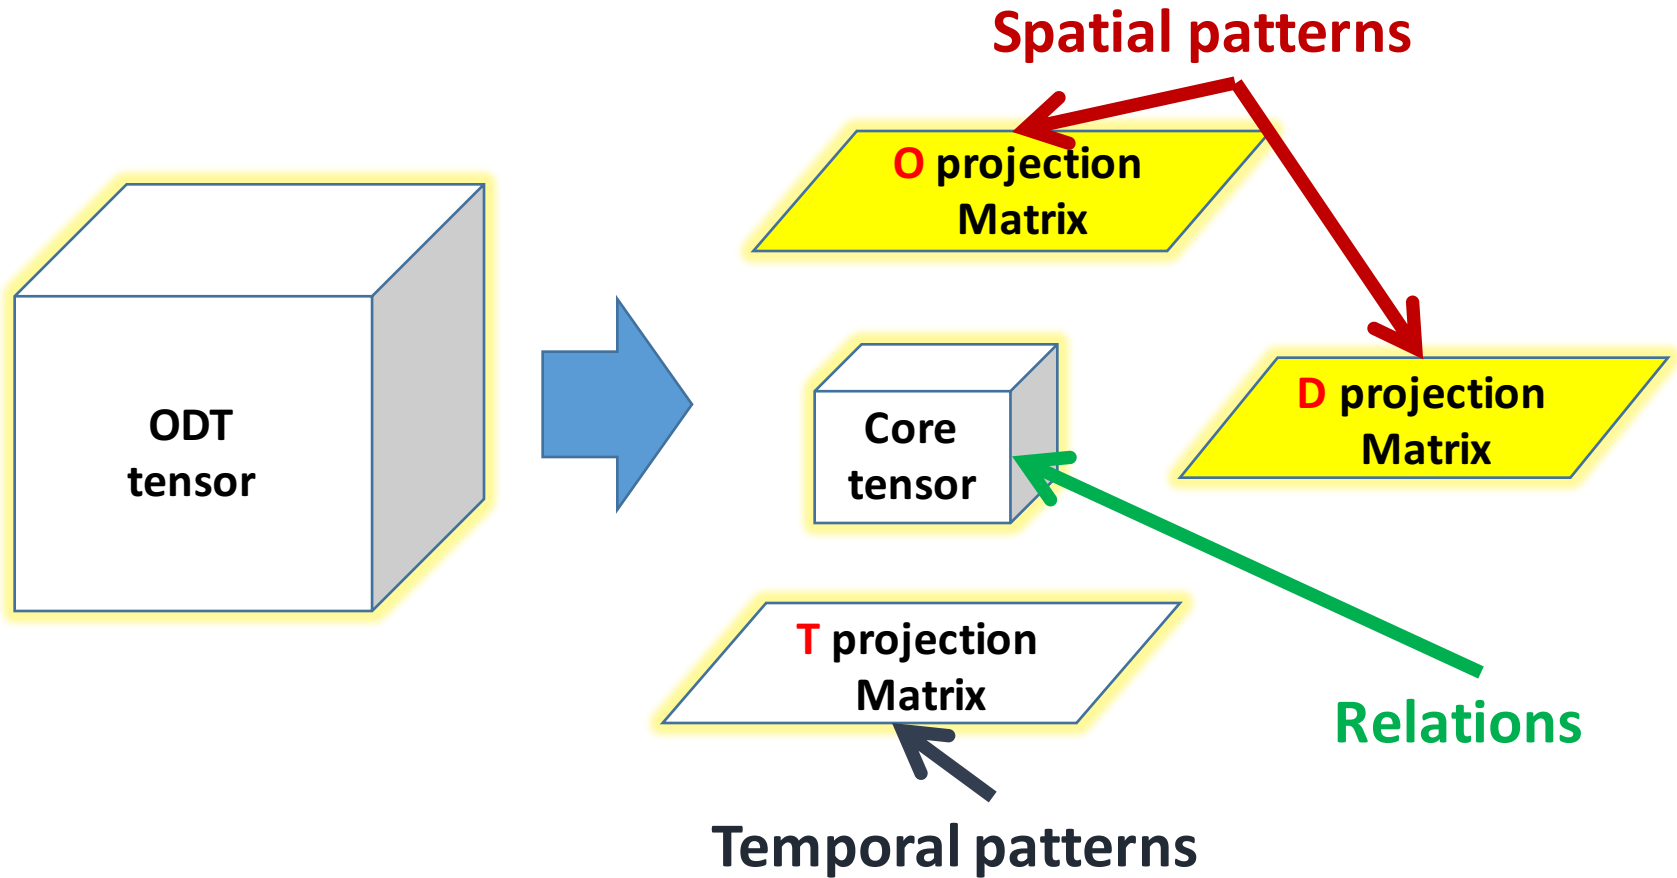 Spatial patterns
O projection
Matrix
D projection
Matrix
ODT
tensor
Core
tensor
T projection
Matrix
Relations
Temporal patterns